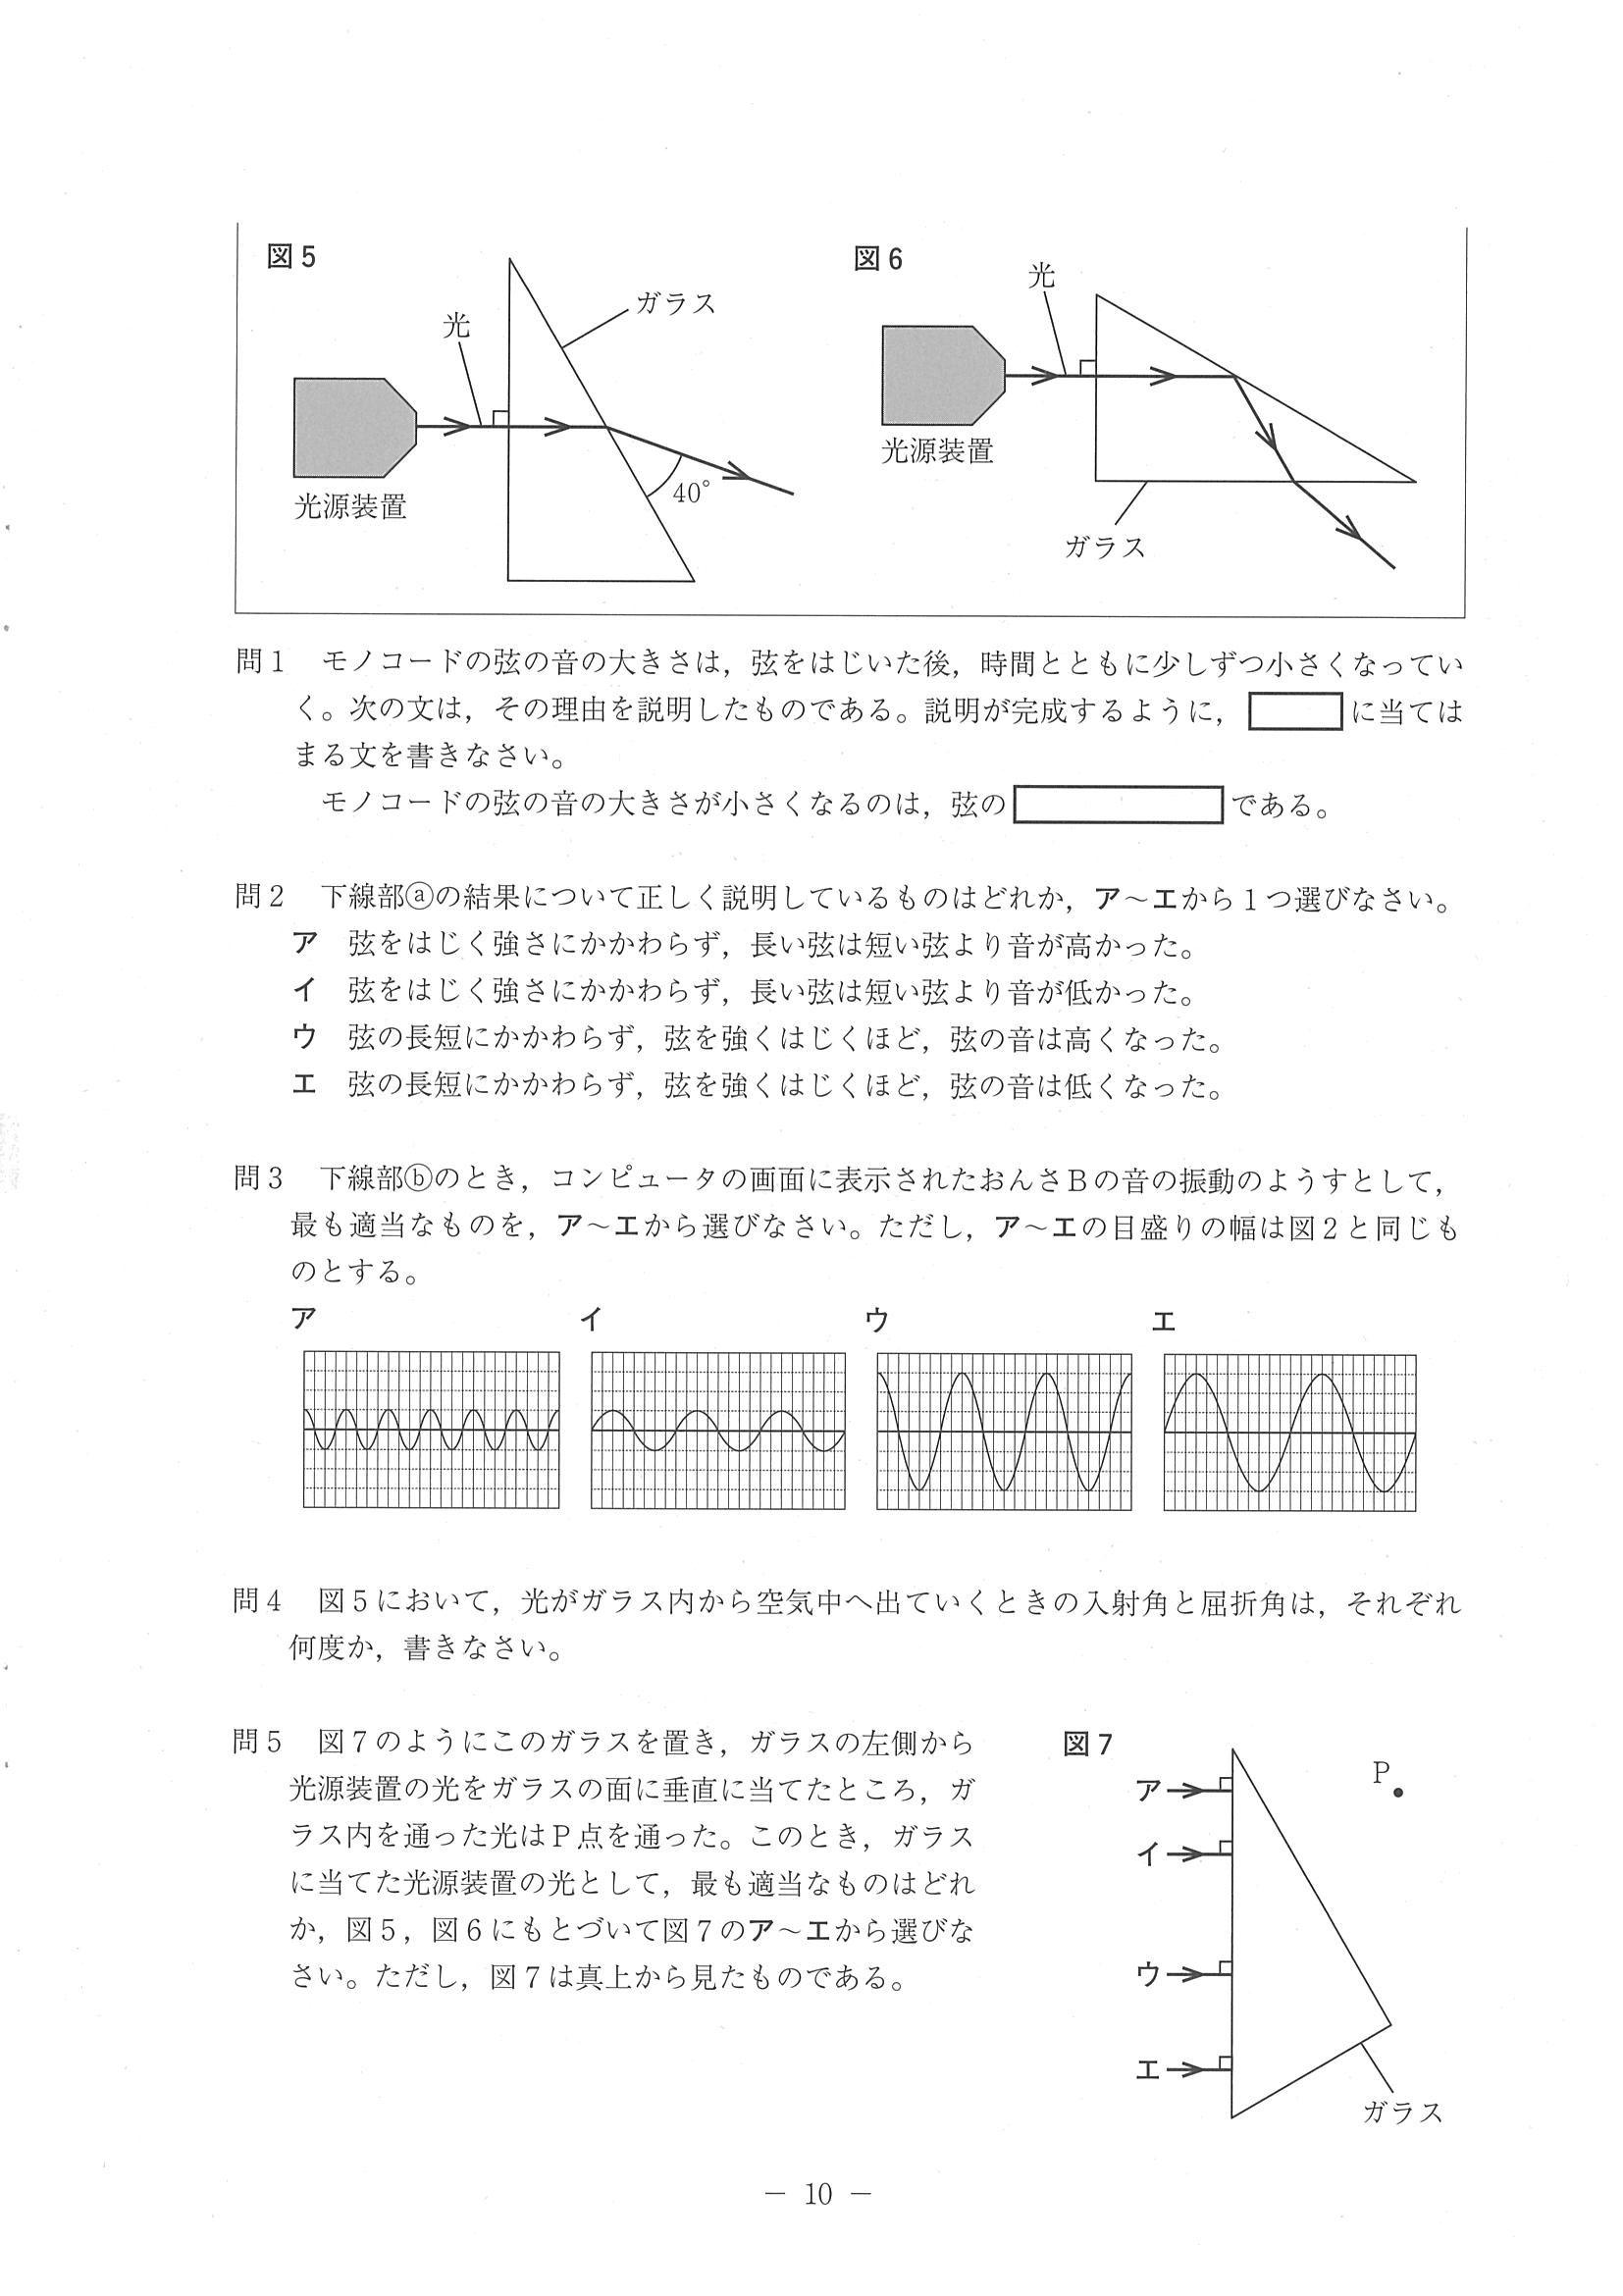 図5
図6
光
ガラス
光
40°
光源装置
光源装置
ガラス
問1　モノコードの弦の音の大きさは，弦をはじいた後，時間とともに少しずつ小さくなってい
く。次の文は，その理由を説明したものである。説明が完成するように，　　　に当ては
まる文を書きなさい。
モノコードの弦の音の大きさが小さくなるのは，弦の　　　である。
問2　下線部ⓐの結果について正しく説明しているものはどれか，ア～エから1つ選びなさい。
ア　弦をはじく強さにかかわらず，長い弦は短い弦より音が高かった。
イ　弦をはじく強さにかかわらず，長い弦は短い弦より音が低かった。
ウ　弦の長短にかかわらず，弦を強くはじくほど，弦の音は高くなった。
エ　弦の長短にかかわらず，弦を強くはじくほど，弦の音は低くなった。
問3　下線部ⓑのとき，コンピュータの画面に表示されたおんさBの音の振動のようすとして，
最も適当なものを，ア～エから選びなさい。ただし，ア～エの目盛りの幅は図2と同じも
のとする。
ア　イ　ウ　エ
問4　図5において，光がガラス内から空気中へ出ていくときの入射角と屈折角は，それぞれ
何度か，書きなさい。
問5　図7のようにこのガラスを置き，ガラスの左側から
光源装置の光をガラスの面に垂直に当てたところ，ガ
ラス内を通った光はP点を通った。このとき，ガラス
に当てた光源装置の光として，最も適当なものはどれ
か，図5，図6にもとづいて図7のア～エから選びな
さい。ただし，図7は真上から見たものである。
図7
P
ア
イ
ウ
エ
ガラス
－ 10 －